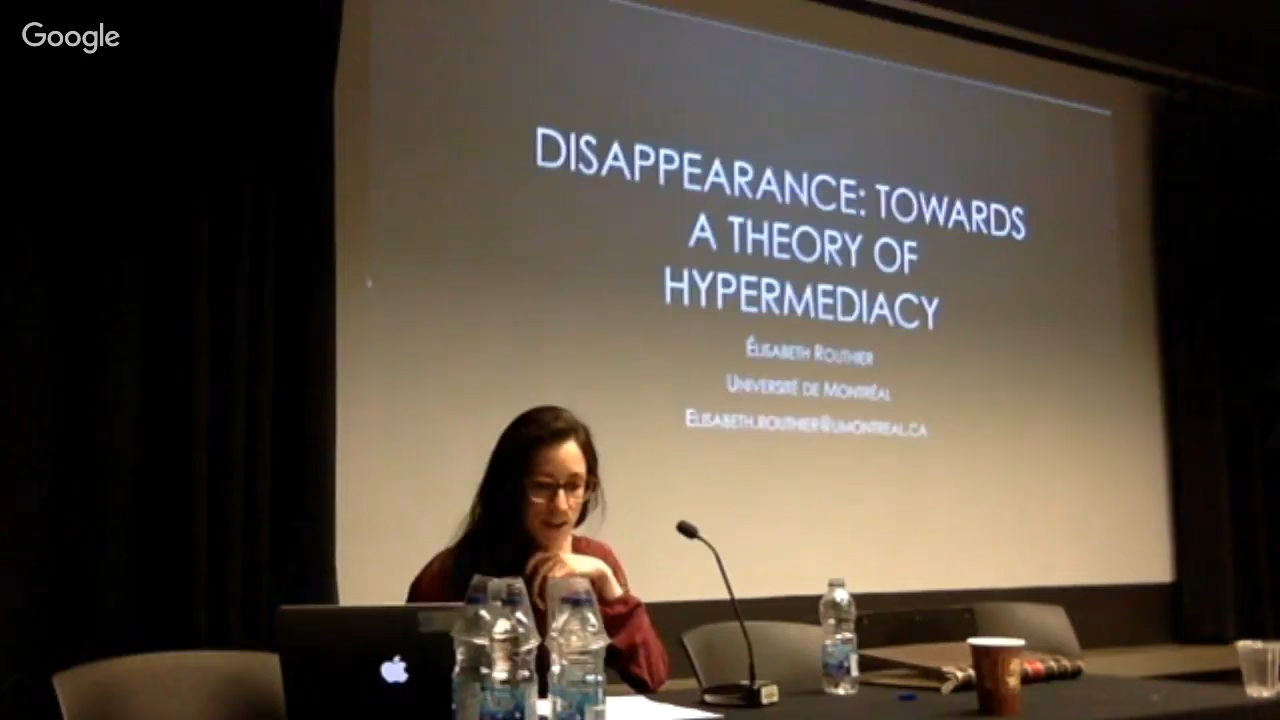 Google
DISAPPEARANCE: TOWARDS
A THEORY OF
HYPERMEDIACY
ÉLISABETH ROUTHIER
UNIVERSITÉ DE MONTRÉAL
ELISABETH.ROUTHIER@UMONTREAL.CA